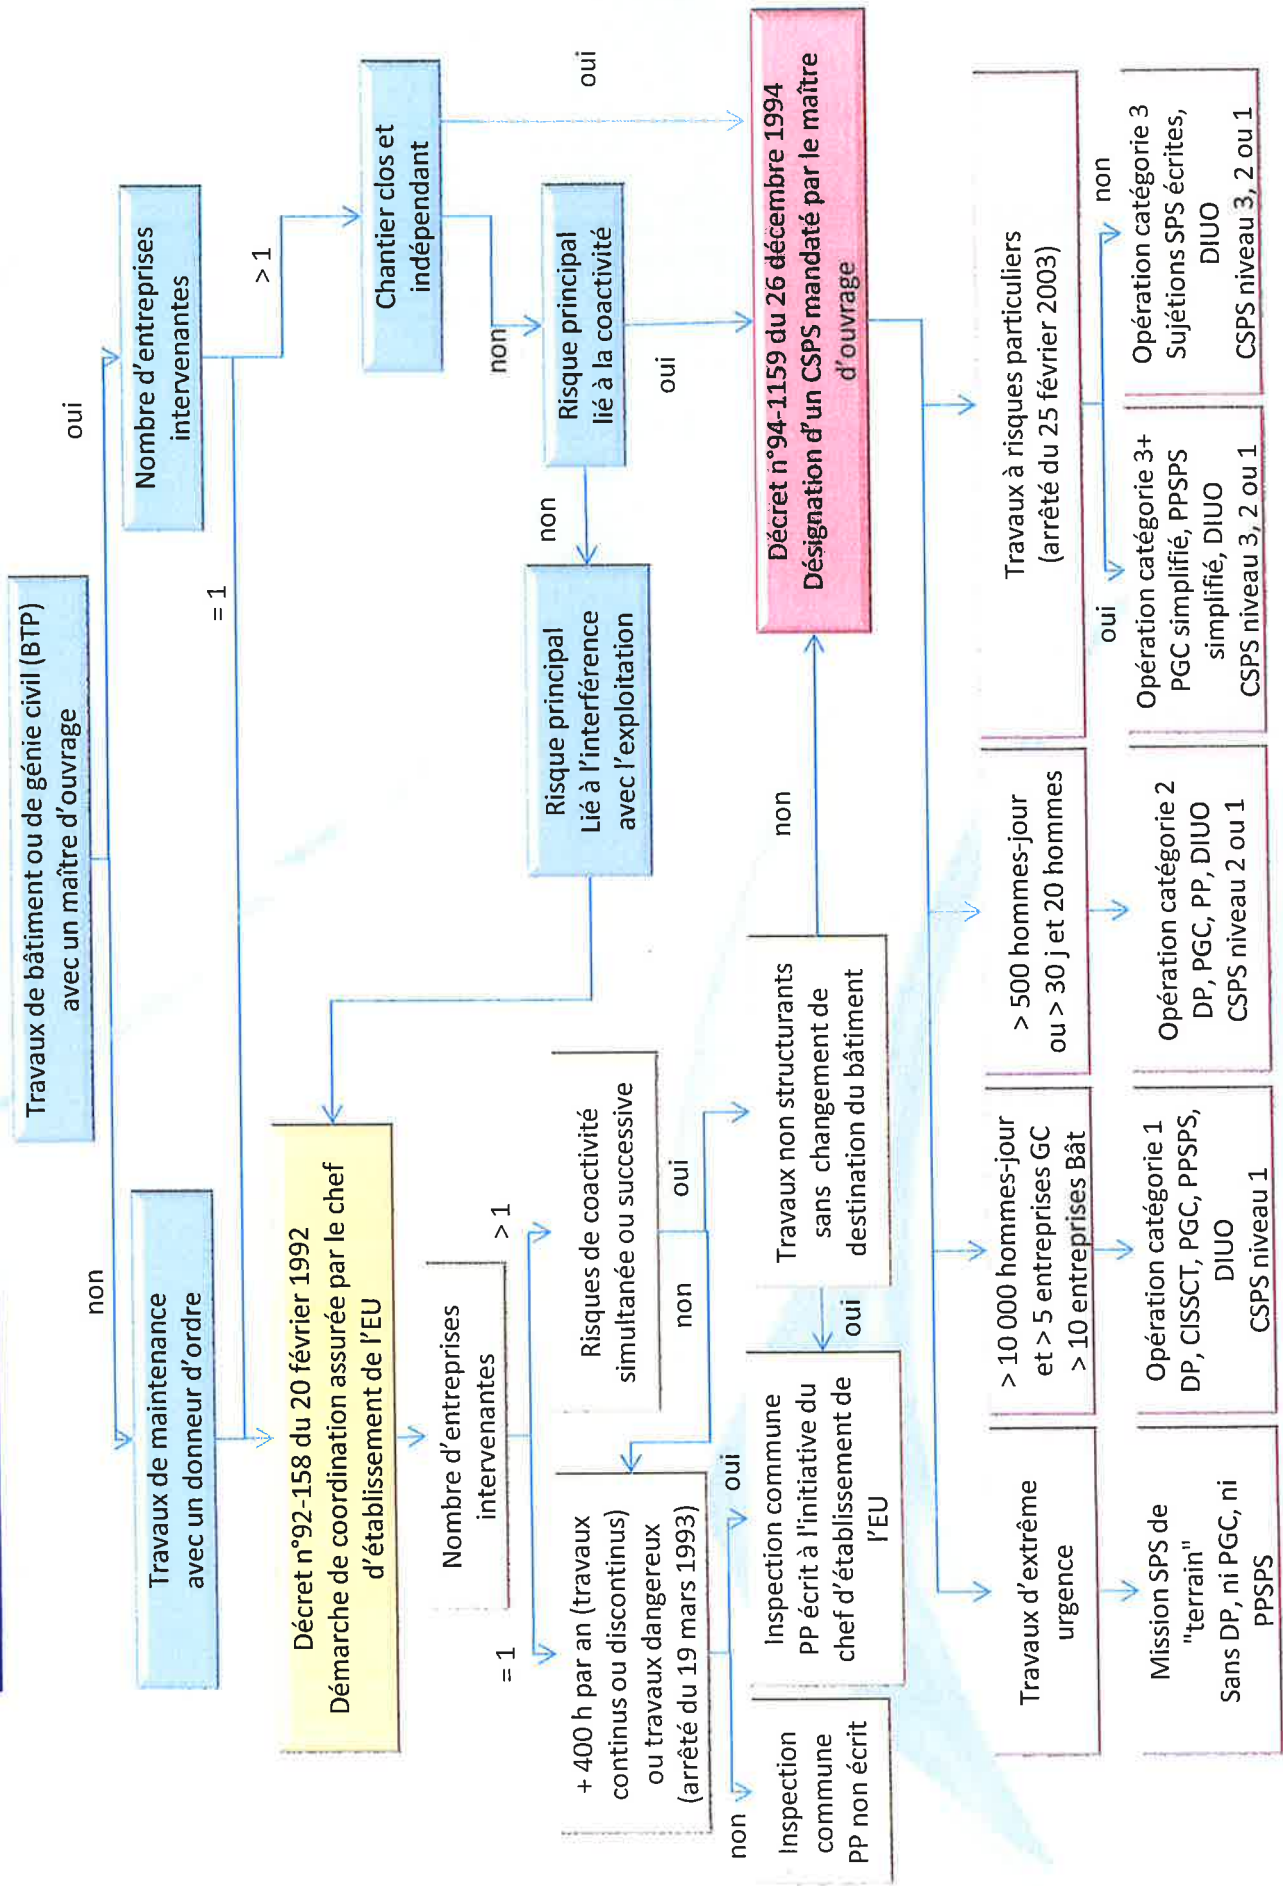 Travaux de bâtiment ou de génie civil (BTP)
avec un maître d'ouvrage
non
oui
Travaux de maintenance
avec un donneur d'ordre
Nombre d'entreprises
intervenantes
= 1
> 1
Décret n°92-158 du 20 février 1992
Démarche de coordination assurée par le chef
d'établissement de l'EU
Chantier clos et
indépendant
non
oui
Nombre d'entreprises
intervenantes
= 1
> 1
Risque principal
Lié à l'interférence
avec l'exploitation
non
Risque principal
lié à la coactivité
oui
+ 400 h par an (travaux
continus ou discontinus)
ou travaux dangereux
(arrêté du 19 mars 1993)
Risques de coactivité
simultanée ou successive
non
oui
non
oui
Inspection
commune
PP non écrit
Inspection commune
PP écrit à l'initiative du
chef d'établissement de
l'EU
oui
Travaux non structurants
sans changement de
destination du bâtiment
non
Décret n°94-1159 du 26 décembre 1994
Désignation d'un CSPS mandaté par le maître
d'ouvrage
Travaux d'extrême
urgence
> 10 000 hommes-jour
et > 5 entreprises GC
> 10 entreprises Bât
> 500 hommes-jour
ou > 30 j et 20 hommes
Travaux à risques particuliers
(arrêté du 25 février 2003)
oui
non
Mission SPS de
"terrain"
Sans DP, ni PGC, ni
PPSPS
Opération catégorie 1
DP, CISSCT, PGC, PPSPS,
DIUO
CSPS niveau 1
Opération catégorie 2
DP, PGC, PP, DIUO
CSPS niveau 2 ou 1
Opération catégorie 3+
PGC simplifié, PPSPS
simplifié, DIUO
CSPS niveau 3, 2 ou 1
Opération catégorie 3
Sujétions SPS écrites,
DIUO
CSPS niveau 3, 2 ou 1